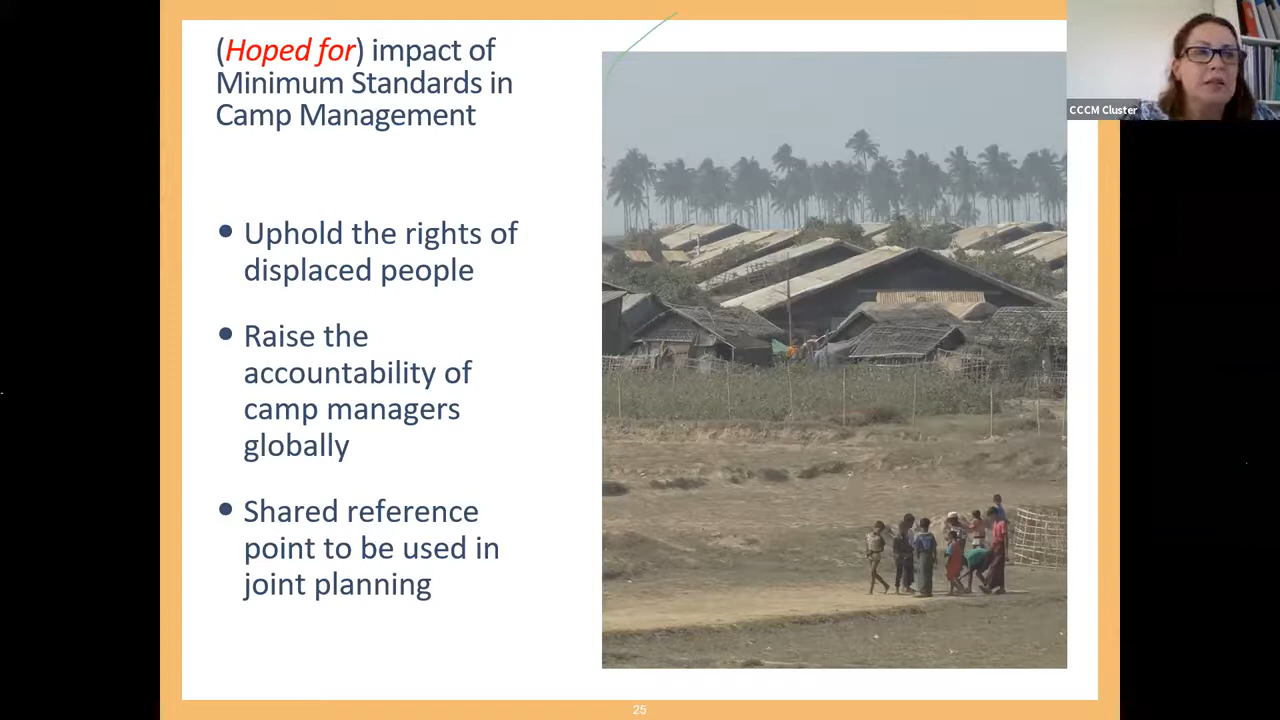 (Hoped for) impact of
Minimum Standards in
Camp Management
CCCM Cluster
• Uphold the rights of
displaced people
• Raise the
accountability of
camp managers
globally
• Shared reference
point to be used in
joint planning
25